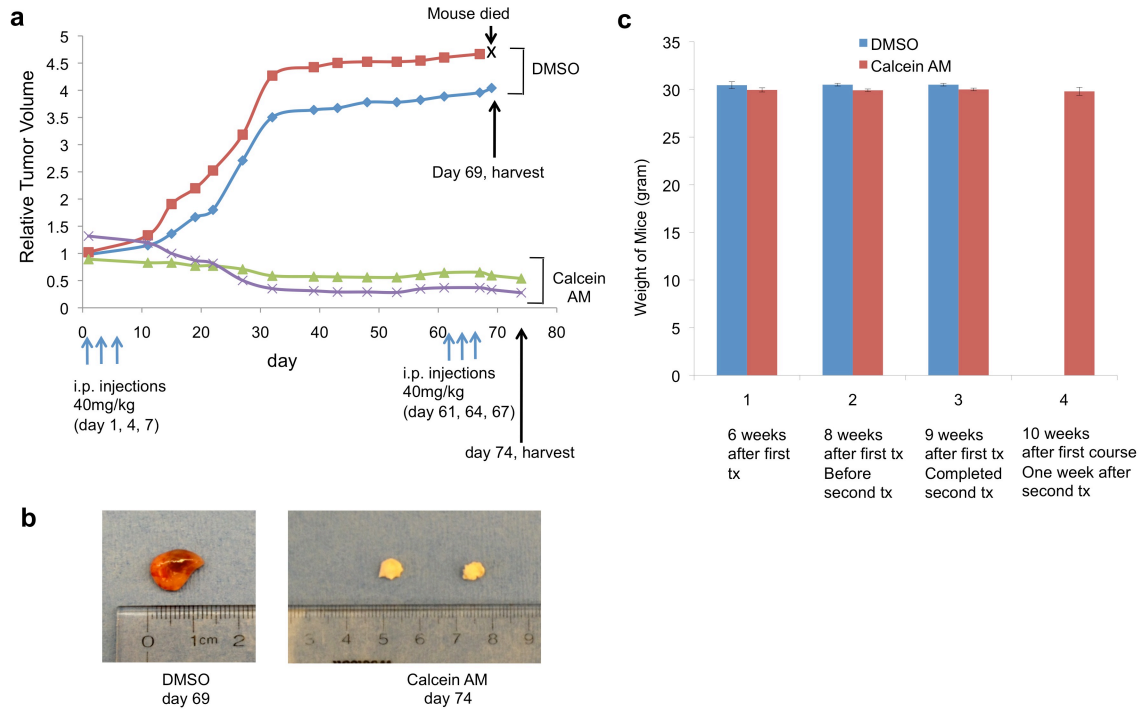 a
Mouse died
5
4.5
4
3.5
3
2.5
2
1.5
1
0.5
0
Relative Tumor Volume
X
DMSO
Day 69, harvest
Calcein
AM
0 10 20 30 40 50 60 70 80
day
i.p. injections
40mg/kg
(day 1, 4, 7)
i.p. injections
40mg/kg
(day 61, 64, 67)
day 74, harvest
b
0 1cm 2
3 4 5 6 7 8 9
DMSO
day 69
Calcein AM
day 74
c
DMSO
Calcein AM
35
30
25
20
15
10
5
0
Weight of Mice (gram)
1 2 3 4
6 weeks
after first
tx
8 weeks
after first tx
Before
second tx
9 weeks
after first tx
Completed
second tx
10 weeks
after first course
One week after
second tx